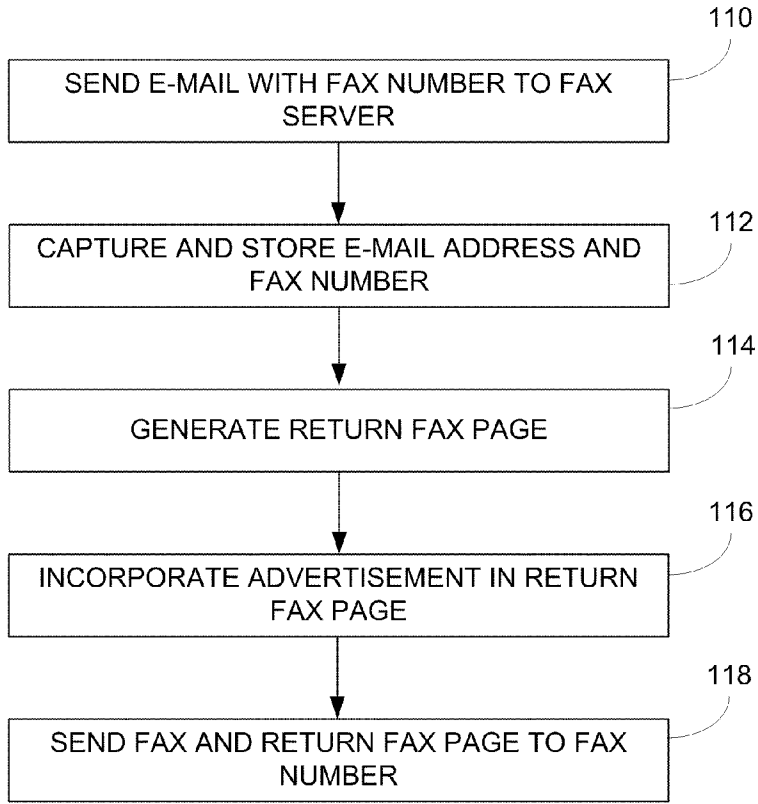 110
SEND E-MAIL WITH FAX NUMBER TO FAX
SERVER
112
CAPTURE AND STORE E-MAIL ADDRESS AND
FAX NUMBER
114
GENERATE RETURN FAX PAGE
116
INCORPORATE ADVERTISEMENT IN RETURN
FAX PAGE
118
SEND FAX AND RETURN FAX PAGE TO FAX
NUMBER